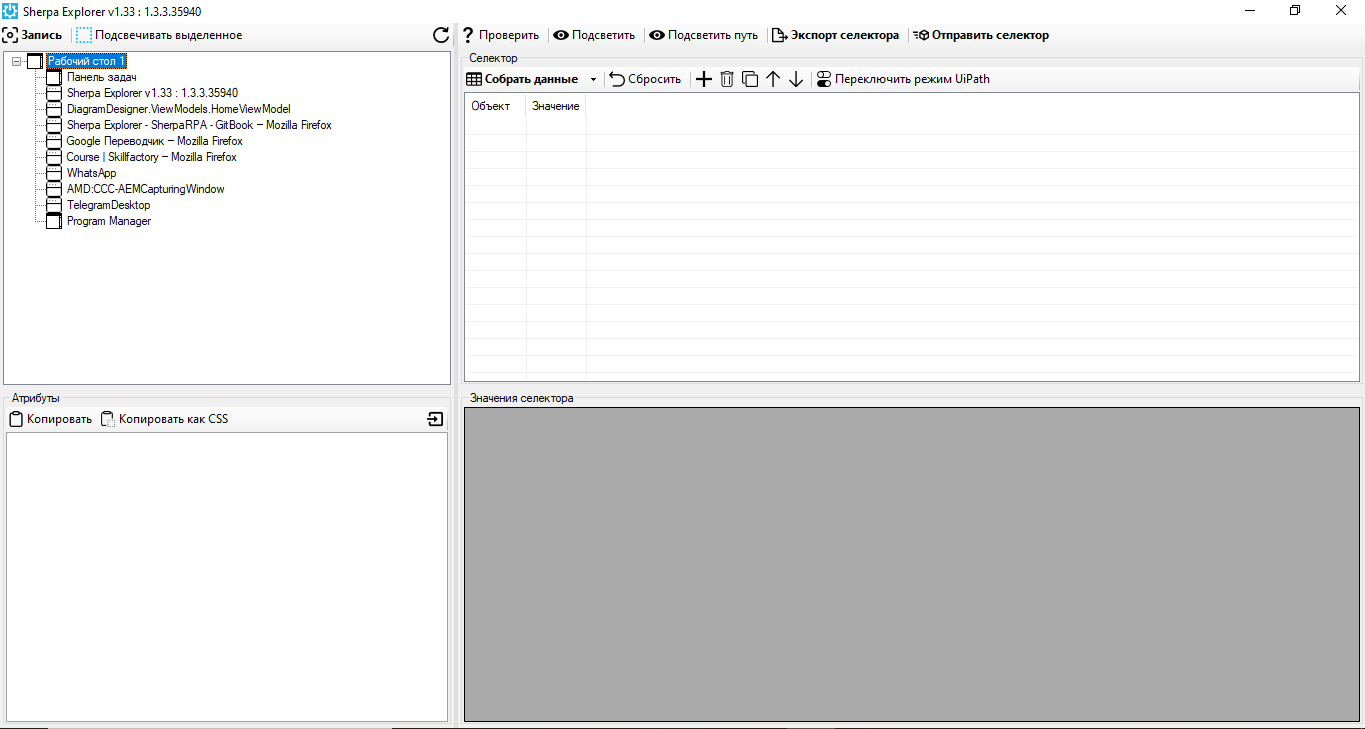 Sherpa Explorer v1.33 : 1.3.3.35940
Запись Подсвечивать выделенное
? Проверить Подсветить Подсветить путь Экспорт селектора Отправить селектор
Рабочий стол 1
Панель задач
Sherpa Explorer v1.33 : 1.3.3.35940
DiagramDesigner.ViewModels.HomeViewModel
Sherpa Explorer - SherpaRPA - GitBook — Mozilla Firefox
Google Переводчик — Mozilla Firefox
Course | Skillfactory — Mozilla Firefox
WhatsApp
AMD:CCC-AEMCapturingWindow
TelegramDesktop
Program Manager
Селектор
Собрать данные Сбросить Переключить режим UiPath
Объект Значение
Атрибуты
Копировать Копировать как CSS
Значения селектора